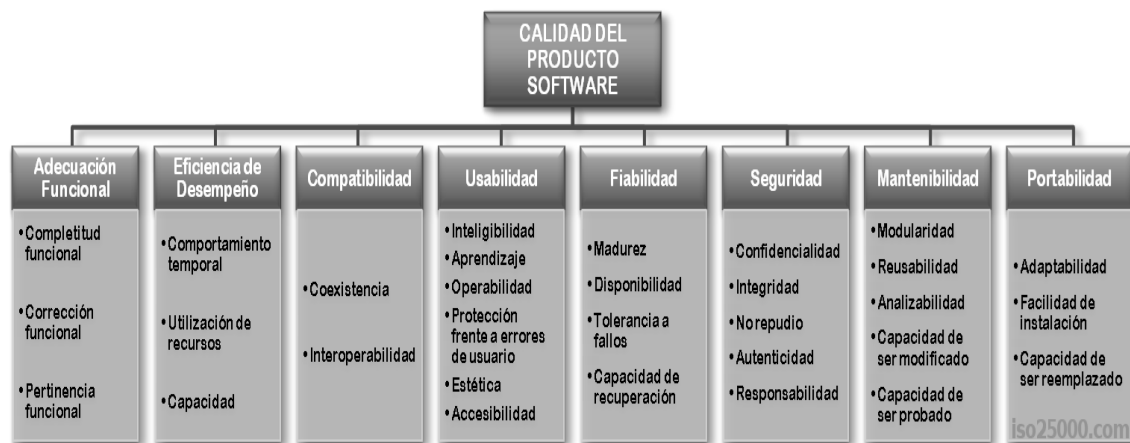 CALIDAD DEL
PRODUCTO
SOFTWARE
Adecuación
Funcional
•Completitud
funcional
•Corrección
funcional
•Pertinencia
funcional
Eficiencia de
Desempeño
•Comportamiento
temporal
•Utilización de
recursos
•Capacidad
Compatibilidad
•Coexistencia
•Interoperabilidad
Usabilidad
•Inteligibilidad
•Aprendizaje
•Operabilidad
•Protección
frente a errores
de usuario
•Estética
•Accesibilidad
Fiabilidad
•Madurez
•Disponibilidad
•Tolerancia a
fallos
•Capacidad de
recuperación
Seguridad
•Confidencialidad
•Integridad
•No repudio
•Autenticidad
•Responsabilidad
Mantenibilidad
•Modularidad
•Reusabilidad
•Analizabilidad
•Capacidad de
ser modificado
•Capacidad de
ser probado
Portabilidad
•Adaptabilidad
•Facilidad de
instalación
•Capacidad de
ser reemplazado
iso25000.com